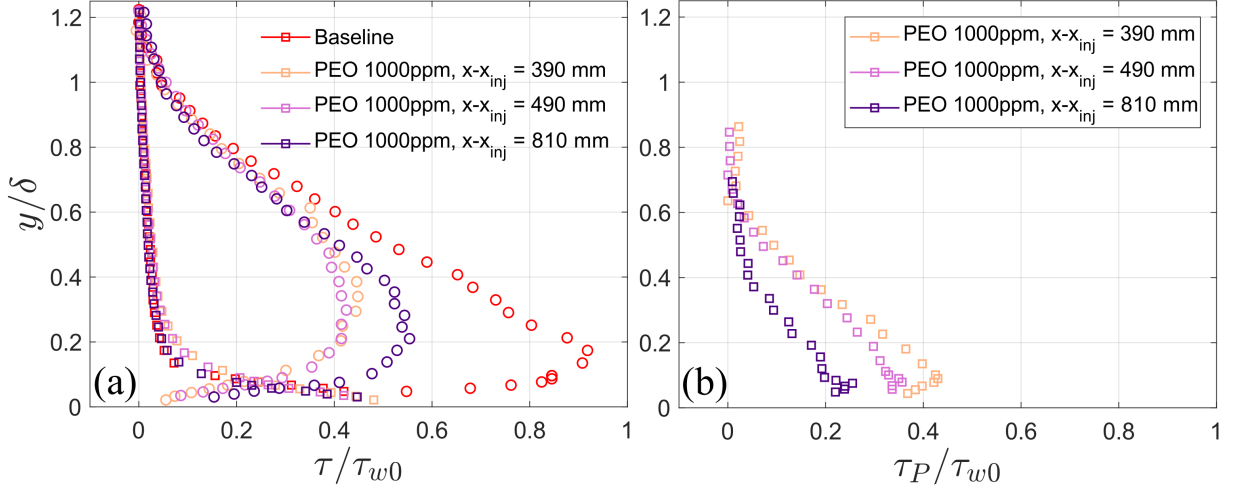 1.2
1
0.8
0.6
0.4
0.2
0
y/δ
Baseline
PEO 1000ppm, x-x_inj = 390 mm
PEO 1000ppm, x-x_inj = 490 mm
PEO 1000ppm, x-x_inj = 810 mm
(a)
0 0.2 0.4 0.6 0.8 1
τ/τ_w0
1.2
1
0.8
0.6
0.4
0.2
0
PEO 1000ppm, x-x_inj = 390 mm
PEO 1000ppm, x-x_inj = 490 mm
PEO 1000ppm, x-x_inj = 810 mm
(b)
0 0.2 0.4 0.6 0.8 1
τ_P/τ_w0